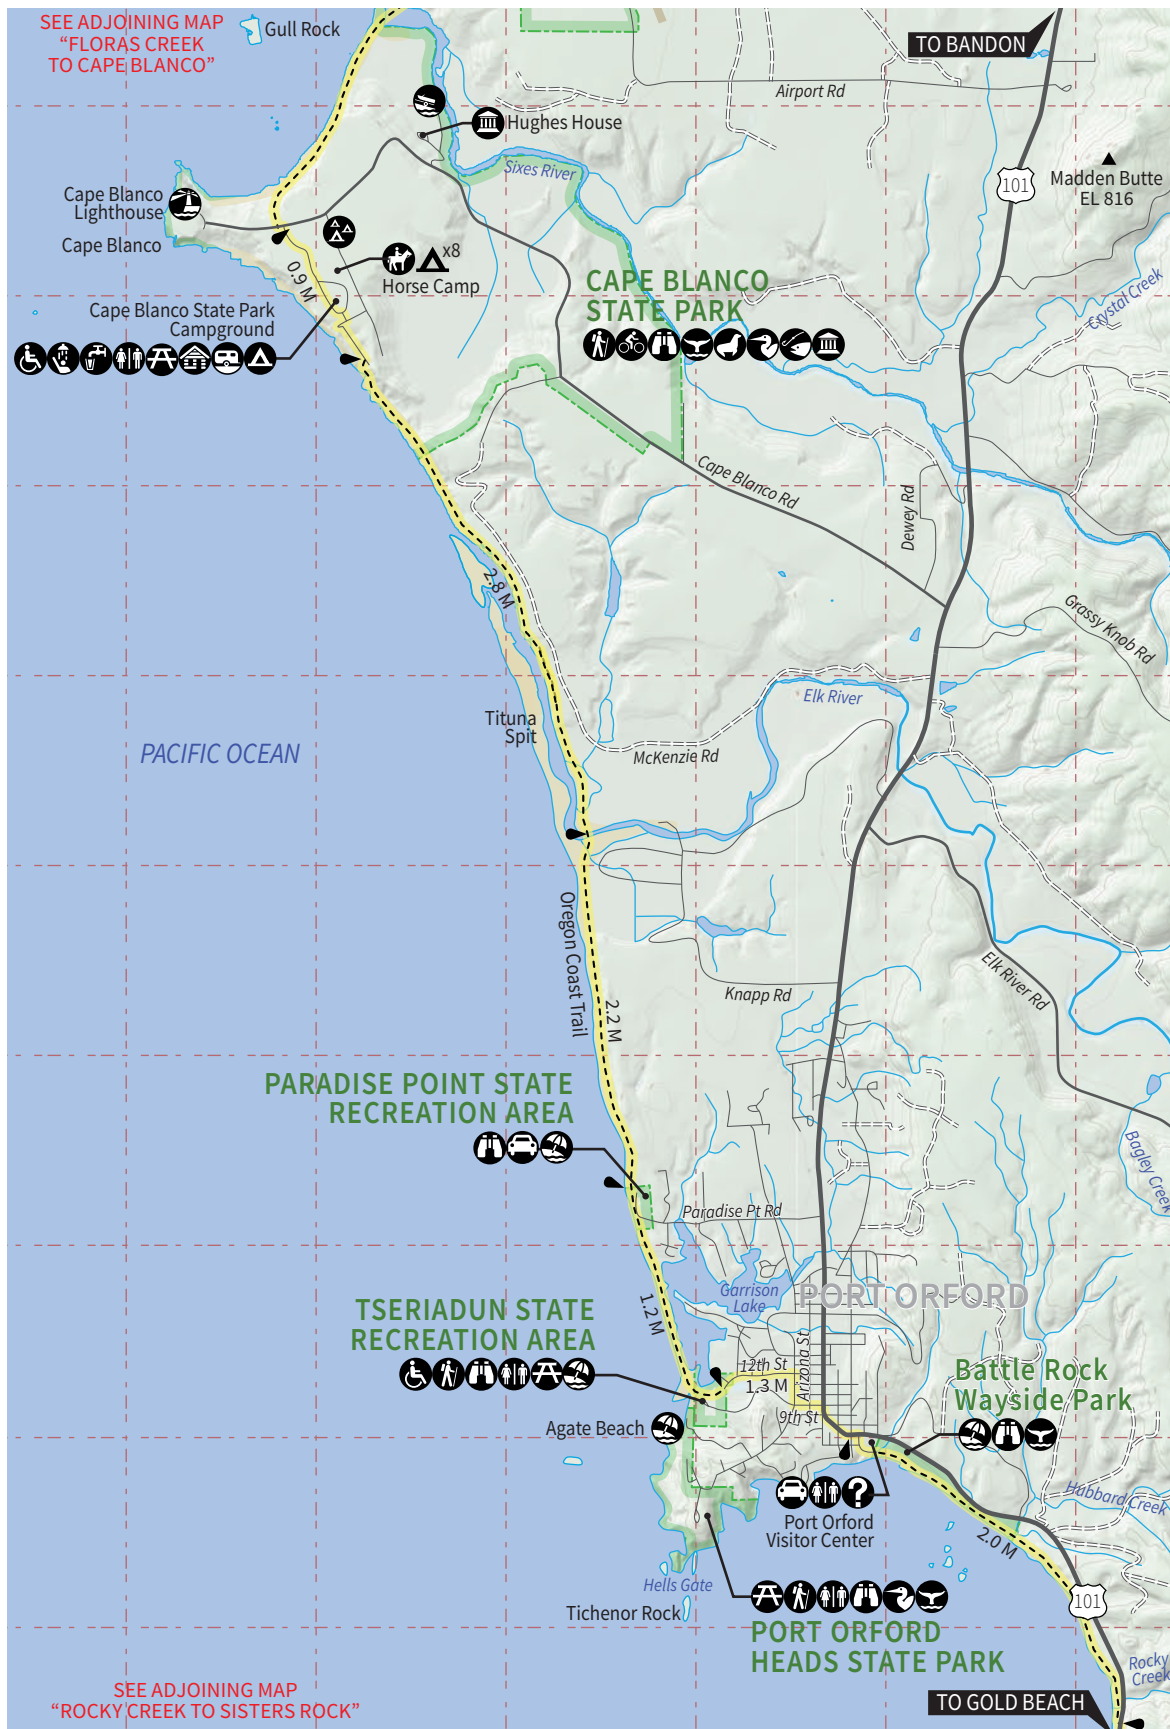 SEE ADJOINING MAP
“FLORAS CREEK
TO CAPE BLANCO”
Gull Rock
TO BANDON
Airport Rd
Hughes House
Sixes River
101
Madden Butte
EL 816
Cape Blanco
Lighthouse
Cape Blanco
x8
Horse Camp
0.9 M
CAPE BLANCO
STATE PARK
Crystal Creek
Cape Blanco State Park
Campground
Cape Blanco Rd
Dewey Rd
2.8 M
Grassy Knob Rd
Elk River
Tituna
Spit
PACIFIC OCEAN
McKenzie Rd
Oregon Coast Trail
Elk River Rd
Knapp Rd
2.2 M
PARADISE POINT STATE
RECREATION AREA
Bagley Creek
Paradise Pt Rd
Garrison
Lake
PORT ORFORD
1.2 M
TSERIADUN STATE
RECREATION AREA
12th St
Arizona St
1.3 M
9th St
Battle Rock
Wayside Park
Agate Beach
?
Port Orford
Visitor Center
Hubbard Creek
2.0 M
Hells Gate
Tichenor Rock
101
PORT ORFORD
HEADS STATE PARK
Rocky
Creek
SEE ADJOINING MAP
“ROCKY CREEK TO SISTERS ROCK”
TO GOLD BEACH